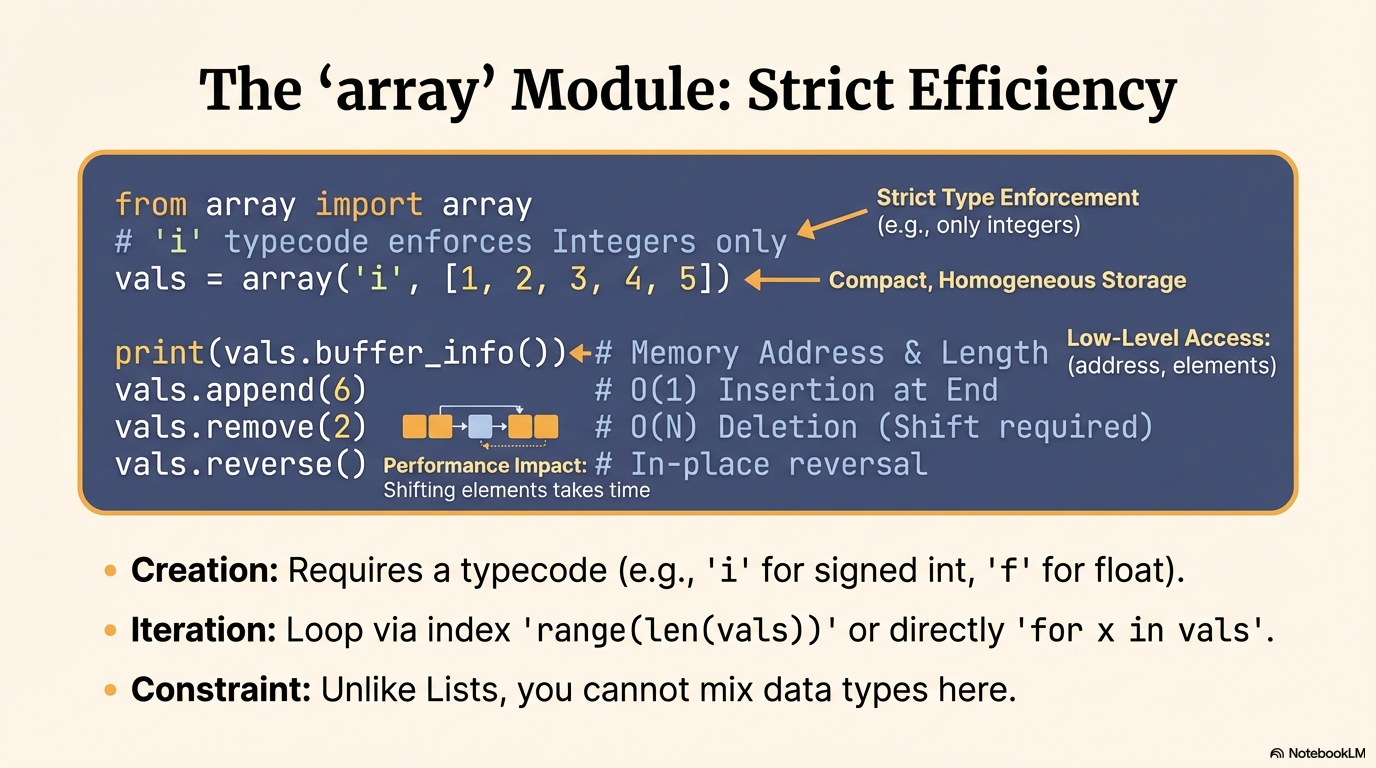 The ‘array’ Module: Strict Efficiency
from array import array
# 'i' typecode enforces Integers only
Strict Type Enforcement
(e.g., only integers)
vals = array('i', [1, 2, 3, 4, 5])
Compact, Homogeneous Storage
print(vals.buffer_info()) # Memory Address & Length
Low-Level Access:
(address, elements)
vals.append(6) # O(1) Insertion at End
vals.remove(2) # O(N) Deletion (Shift required)
vals.reverse() # In-place reversal
Performance Impact:
Shifting elements takes time
• Creation: Requires a typecode (e.g., 'i' for signed int, 'f' for float).
• Iteration: Loop via index 'range(len(vals))' or directly 'for x in vals'.
• Constraint: Unlike Lists, you cannot mix data types here.
NotebookLM